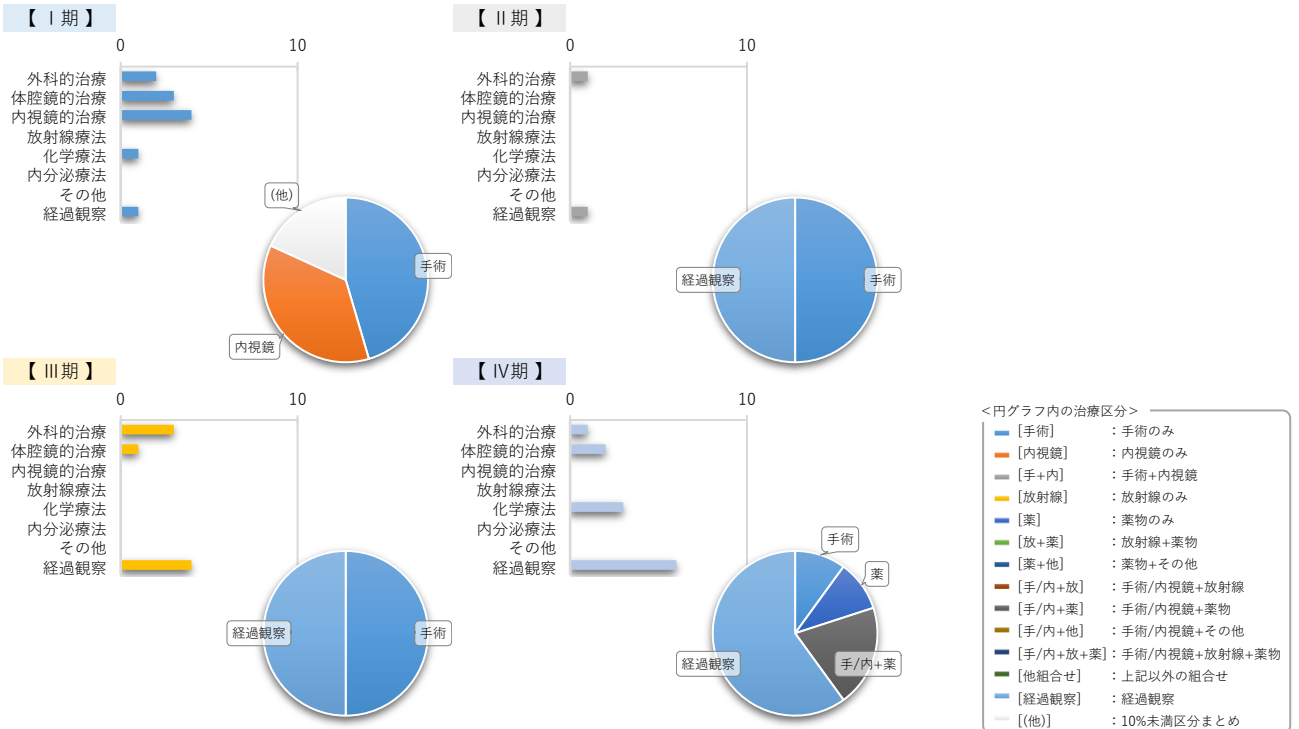 【 Ⅰ期 】
0 10
外科的治療
体腔鏡的治療
内視鏡的治療
放射線療法
化学療法
内分泌療法
その他
経過観察
(他)
手術
内視鏡
【 Ⅱ期 】
0 10
外科的治療
体腔鏡的治療
内視鏡的治療
放射線療法
化学療法
内分泌療法
その他
経過観察
経過観察
手術
【 Ⅲ期 】
0 10
外科的治療
体腔鏡的治療
内視鏡的治療
放射線療法
化学療法
内分泌療法
その他
経過観察
経過観察
手術
【 Ⅳ期 】
0 10
外科的治療
体腔鏡的治療
内視鏡的治療
放射線療法
化学療法
内分泌療法
その他
経過観察
手術
薬
経過観察
手/内+薬
<円グラフ内の治療区分>
[手術] :手術のみ
[内視鏡] :内視鏡のみ
[手+内] :手術+内視鏡
[放射線] :放射線のみ
[薬] :薬物のみ
[放+薬] :放射線+薬物
[薬+他] :薬物+その他
[手/内+放] :手術/内視鏡+放射線
[手/内+薬] :手術/内視鏡+薬物
[手/内+他] :手術/内視鏡+その他
[手/内+放+薬]:手術/内視鏡+放射線+薬物
[他組合せ] :上記以外の組合せ
[経過観察] :経過観察
[(他)] :10%未満区分まとめ